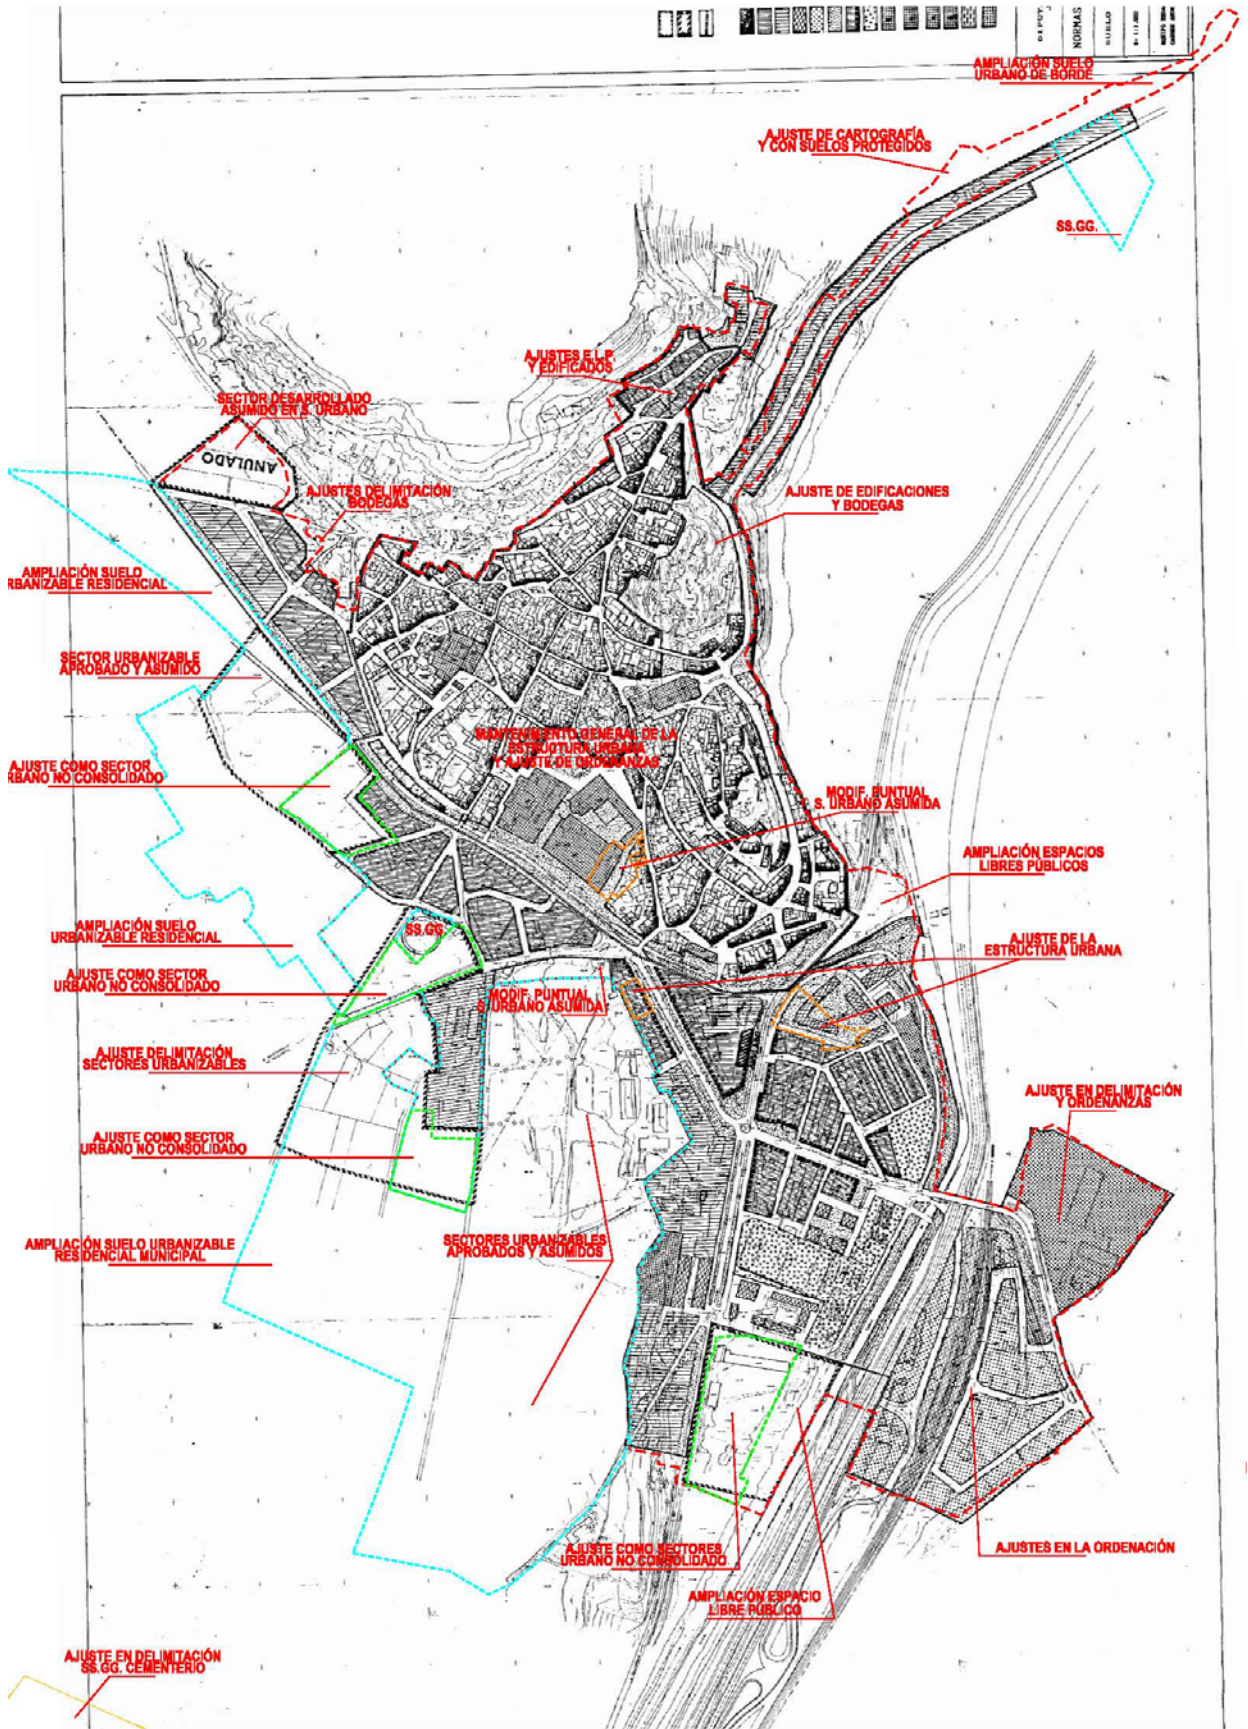 DIPUT.
NORMAS
SUELO
AMPLIACIÓN SUELO
URBANO DE BORDE
AJUSTE DE CARTOGRAFÍA
Y CON SUELOS PROTEGIDOS
SS.GG.
AJUSTES E.L.P.
Y EDIFICADOS
SECTOR DESARROLLADO
ASUMIDO EN S. URBANO
ANULADO
AJUSTES DELIMITACIÓN
BODEGAS
AJUSTE DE EDIFICACIONES
Y BODEGAS
AMPLIACIÓN SUELO
RBANIZABLE RESIDENCIAL
SECTOR URBANIZABLE
APROBADO Y ASUMIDO
MANTENIMIENTO GENERAL DE LA
ESTRUCTURA URBANA
Y AJUSTE DE ORDENANZAS
AJUSTE COMO SECTOR
RBANO NO CONSOLIDADO
MODIF. PUNTUAL
S. URBANO ASUMIDA
AMPLIACIÓN ESPACIOS
LIBRES PÚBLICOS
AMPLIACIÓN SUELO
URBANIZABLE RESIDENCIAL
SS.GG.
AJUSTE DE LA
ESTRUCTURA URBANA
AJUSTE COMO SECTOR
URBANO NO CONSOLIDADO
MODIF. PUNTUAL
S. URBANO ASUMIDA
AJUSTE DELIMITACIÓN
SECTORES URBANIZABLES
AJUSTE EN DELIMITACIÓN
Y ORDENANZAS
AJUSTE COMO SECTOR
URBANO NO CONSOLIDADO
AMPLIACIÓN SUELO URBANIZABLE
RESIDENCIAL MUNICIPAL
SECTORES URBANIZABLES
APROBADOS Y ASUMIDOS
AJUSTE COMO SECTORES
URBANO NO CONSOLIDADO
AJUSTES EN LA ORDENACIÓN
AMPLIACIÓN ESPACIO
LIBRE PÚBLICO
AJUSTE EN DELIMITACIÓN
SS.GG. CEMENTERIO